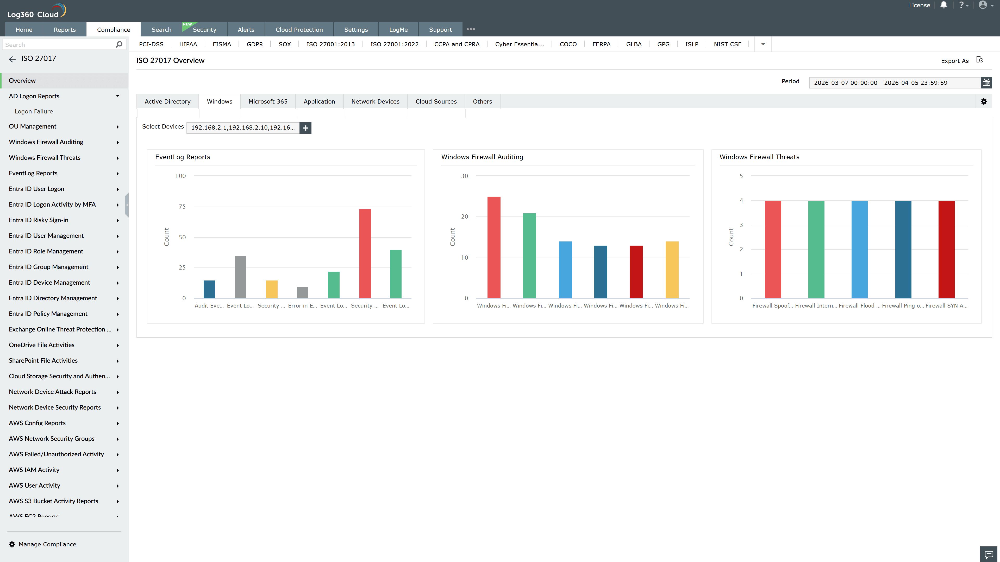 License
?
Log360 Cloud
Home
Reports
Compliance
Search
NEW
Security
Alerts
Cloud Protection
Settings
LogMe
Support
Search
PCI-DSS
HIPAA
FISMA
GDPR
SOX
ISO 27001:2013
ISO 27001:2022
CCPA and CPRA
Cyber Essentia...
COCO
FERPA
GLBA
GPG
ISLP
NIST CSF
ISO 27017
Overview
AD Logon Reports
Logon Failure
OU Management
Windows Firewall Auditing
Windows Firewall Threats
EventLog Reports
Entra ID User Logon
Entra ID Logon Activity by MFA
Entra ID Risky Sign-in
Entra ID User Management
Entra ID Role Management
Entra ID Group Management
Entra ID Device Management
Entra ID Directory Management
Entra ID Policy Management
Exchange Online Threat Protection ...
OneDrive File Activities
SharePoint File Activities
Cloud Storage Security and Authen...
Network Device Attack Reports
Network Device Security Reports
AWS Config Reports
AWS Network Security Groups
AWS Failed/Unauthorized Activity
AWS IAM Activity
AWS User Activity
AWS S3 Bucket Activity Reports
AWS EC2 Reports
Manage Compliance
ISO 27017 Overview
Export As
Period
2026-03-07 00:00:00 - 2026-04-05 23:59:59
Active Directory
Windows
Microsoft 365
Application
Network Devices
Cloud Sources
Others
Select Devices
192.168.2.1,192.168.2.10,192.16...
EventLog Reports
100
75
50
25
0
Count
Audit Eve...
Event Lo...
Security ...
Error in E...
Event Lo...
Security ...
Event Lo...
Windows Firewall Auditing
30
20
10
0
Count
Windows Fi...
Windows Fi...
Windows Fi...
Windows Fi...
Windows Fi...
Windows Fi...
Windows Firewall Threats
5
4
3
2
1
0
Count
Firewall Spoof...
Firewall Intern...
Firewall Flood ...
Firewall Ping o...
Firewall SYN A...